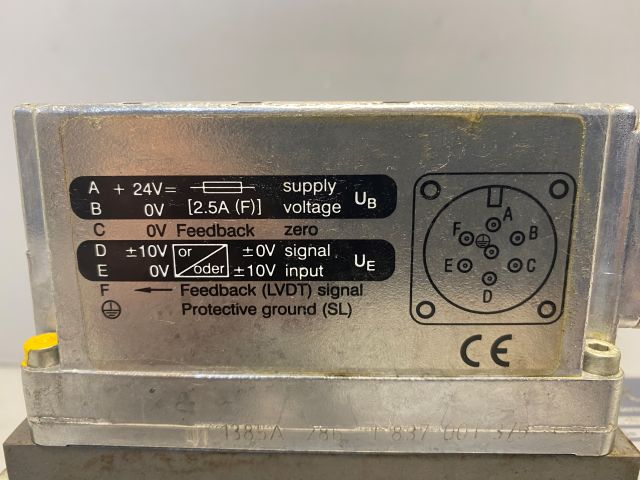 A + 24V= supply UB
B 0V [2.5A (F)] voltage
C 0V Feedback zero
D ±10V or ±0V signal UE
E 0V oder ±10V input
F Feedback (LVDT) signal
Protective ground (SL)
A
F B
E C
D
CE